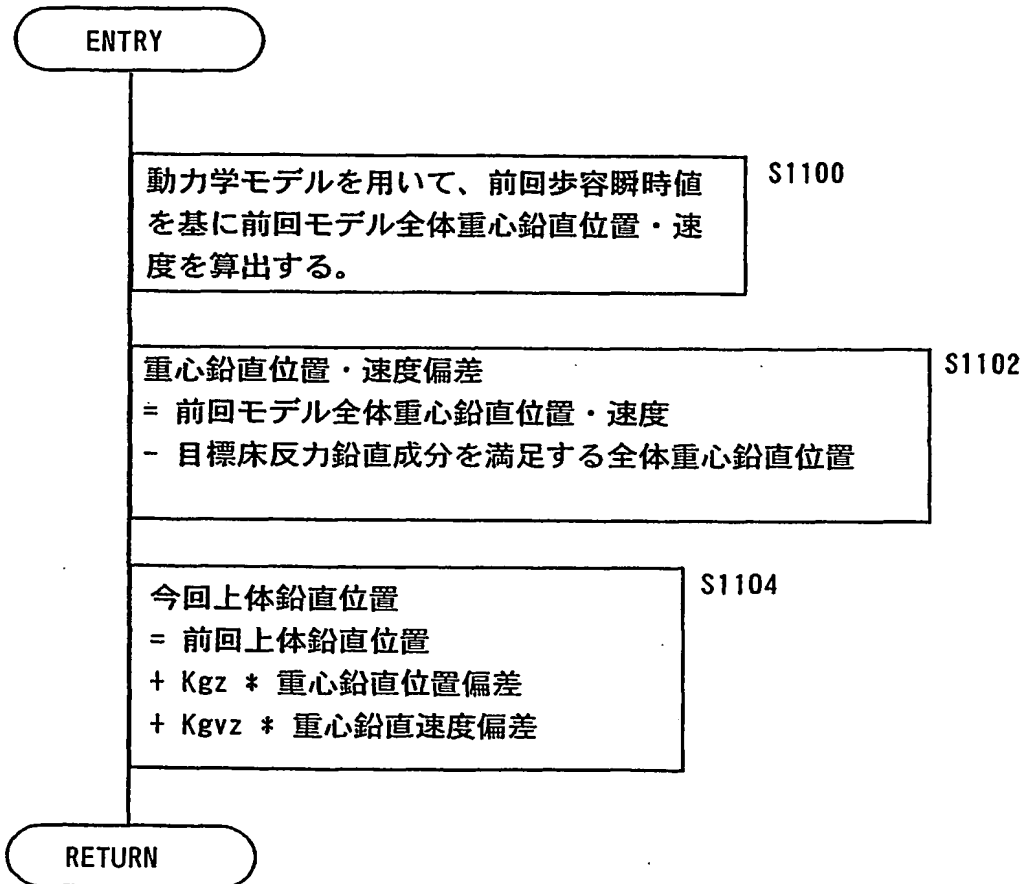 ENTRY
S1100
動力学モデルを用いて、前回歩容瞬時値
を基に前回モデル全体重心鉛直位置・速
度を算出する。
S1102
重心鉛直位置・速度偏差
= 前回モデル全体重心鉛直位置・速度
- 目標床反力鉛直成分を満足する全体重心鉛直位置
S1104
今回上体鉛直位置
= 前回上体鉛直位置
+ Kgz * 重心鉛直位置偏差
+ Kgvz * 重心鉛直速度偏差
RETURN